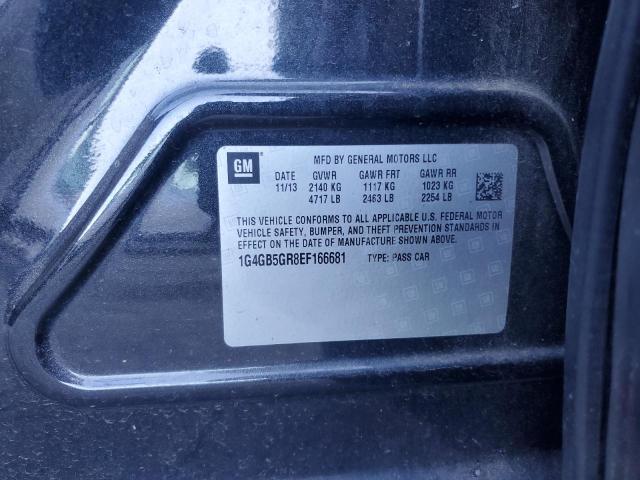 GM
MFD BY GENERAL MOTORS LLC
DATE GVWR GAWR FRT GAWR RR
11/13 2140 KG 1117 KG 1023 KG
4717 LB 2463 LB 2254 LB
THIS VEHICLE CONFORMS TO ALL APPLICABLE U.S. FEDERAL MOTOR
VEHICLE SAFETY, BUMPER, AND THEFT PREVENTION STANDARDS IN
EFFECT ON THE DATE OF MANUFACTURE SHOWN ABOVE.
1G4GB5GR8EF166681 TYPE: PASS CAR